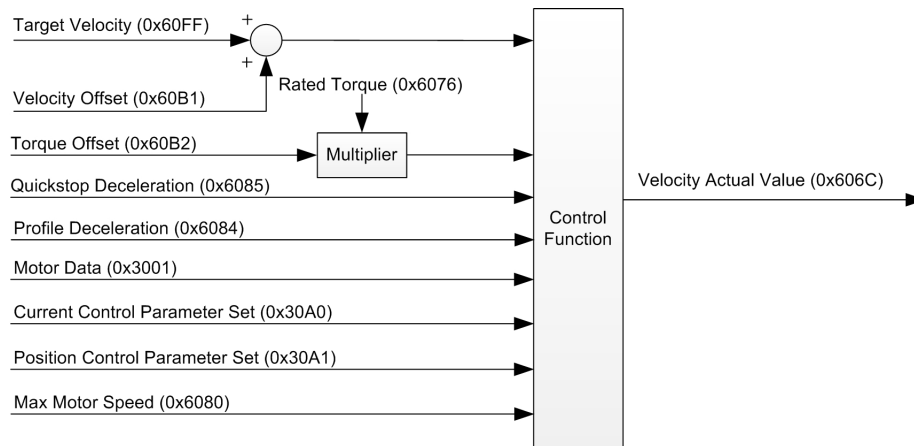 Target Velocity (0x60FF)
+
+
Velocity Offset (0x60B1)
Rated Torque (0x6076)
Torque Offset (0x60B2)
Multiplier
Quickstop Deceleration (0x6085)
Profile Deceleration (0x6084)
Motor Data (0x3001)
Current Control Parameter Set (0x30A0)
Position Control Parameter Set (0x30A1)
Max Motor Speed (0x6080)
Control
Function
Velocity Actual Value (0x606C)